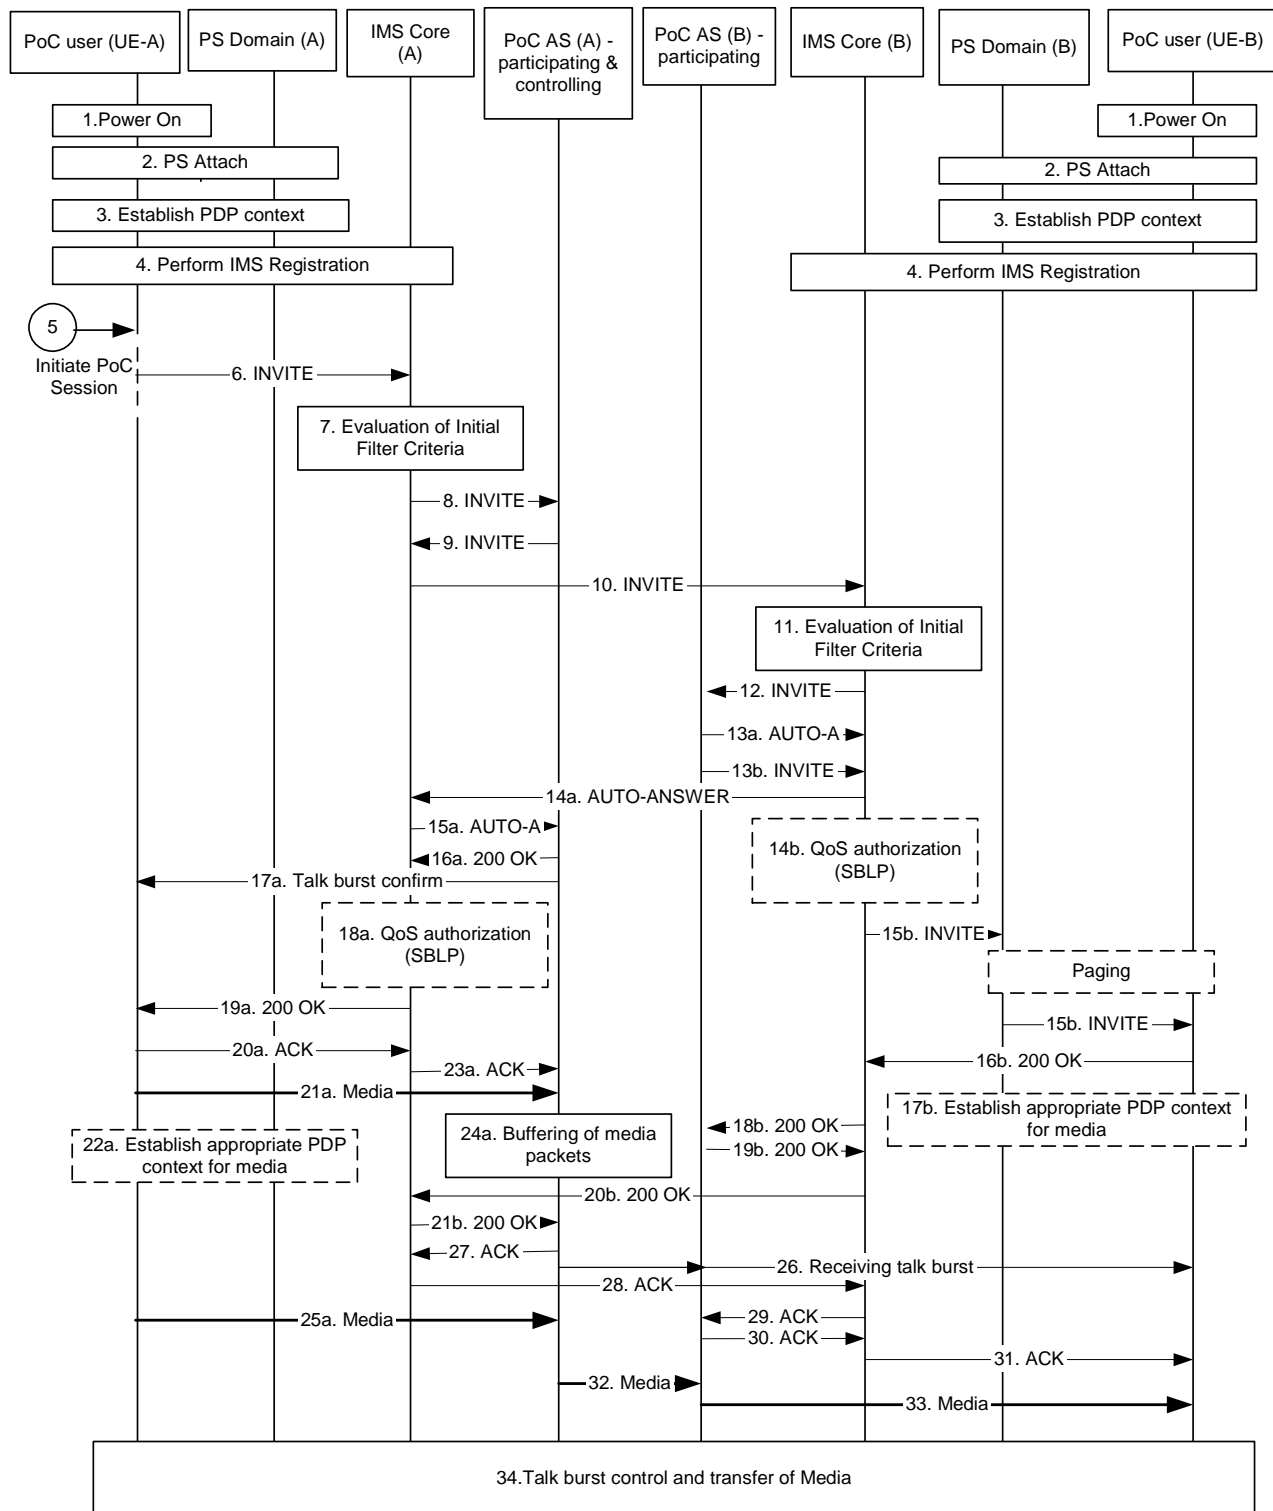 PoC user (UE-A)
PS Domain (A)
IMS Core
(A)
PoC AS (A) -
participating &
controlling
PoC AS (B) -
participating
IMS Core (B)
PS Domain (B)
PoC user (UE-B)
1.Power On
1.Power On
2. PS Attach
2. PS Attach
3. Establish PDP context
3. Establish PDP context
4. Perform IMS Registration
4. Perform IMS Registration
5
Initiate PoC
Session
6. INVITE
7. Evaluation of Initial
Filter Criteria
8. INVITE
9. INVITE
10. INVITE
11. Evaluation of Initial
Filter Criteria
12. INVITE
13a. AUTO-A
13b. INVITE
14a. AUTO-ANSWER
15a. AUTO-A
14b. QoS authorization
(SBLP)
16a. 200 OK
17a. Talk burst confirm
18a. QoS authorization
(SBLP)
15b. INVITE
Paging
19a. 200 OK
15b. INVITE
20a. ACK
16b. 200 OK
23a. ACK
21a. Media
17b. Establish appropriate PDP context
for media
18b. 200 OK
22a. Establish appropriate PDP
context for media
24a. Buffering of media
packets
19b. 200 OK
20b. 200 OK
21b. 200 OK
27. ACK
26. Receiving talk burst
28. ACK
25a. Media
29. ACK
30. ACK
31. ACK
32. Media
33. Media
34.Talk burst control and transfer of Media